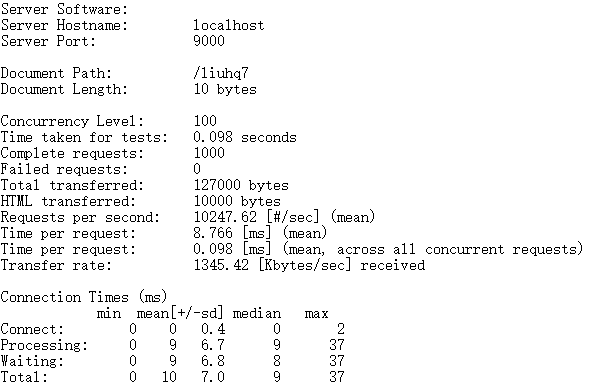 Server Software:
Server Hostname: localhost
Server Port: 9000
Document Path: /1iuhq7
Document Length: 10 bytes
Concurrency Level: 100
Time taken for tests: 0.098 seconds
Complete requests: 1000
Failed requests: 0
Total transferred: 127000 bytes
HTML transferred: 10000 bytes
Requests per second: 10247.62 [#/sec] (mean)
Time per request: 8.766 [ms] (mean)
Time per request: 0.098 [ms] (mean, across all concurrent requests)
Transfer rate: 1345.42 [Kbytes/sec] received
Connection Times (ms)
min mean[+/-sd] median max
Connect: 0 0 0.4 0 2
Processing: 0 9 6.7 9 37
Waiting: 0 9 6.8 8 37
Total: 0 10 7.0 9 37